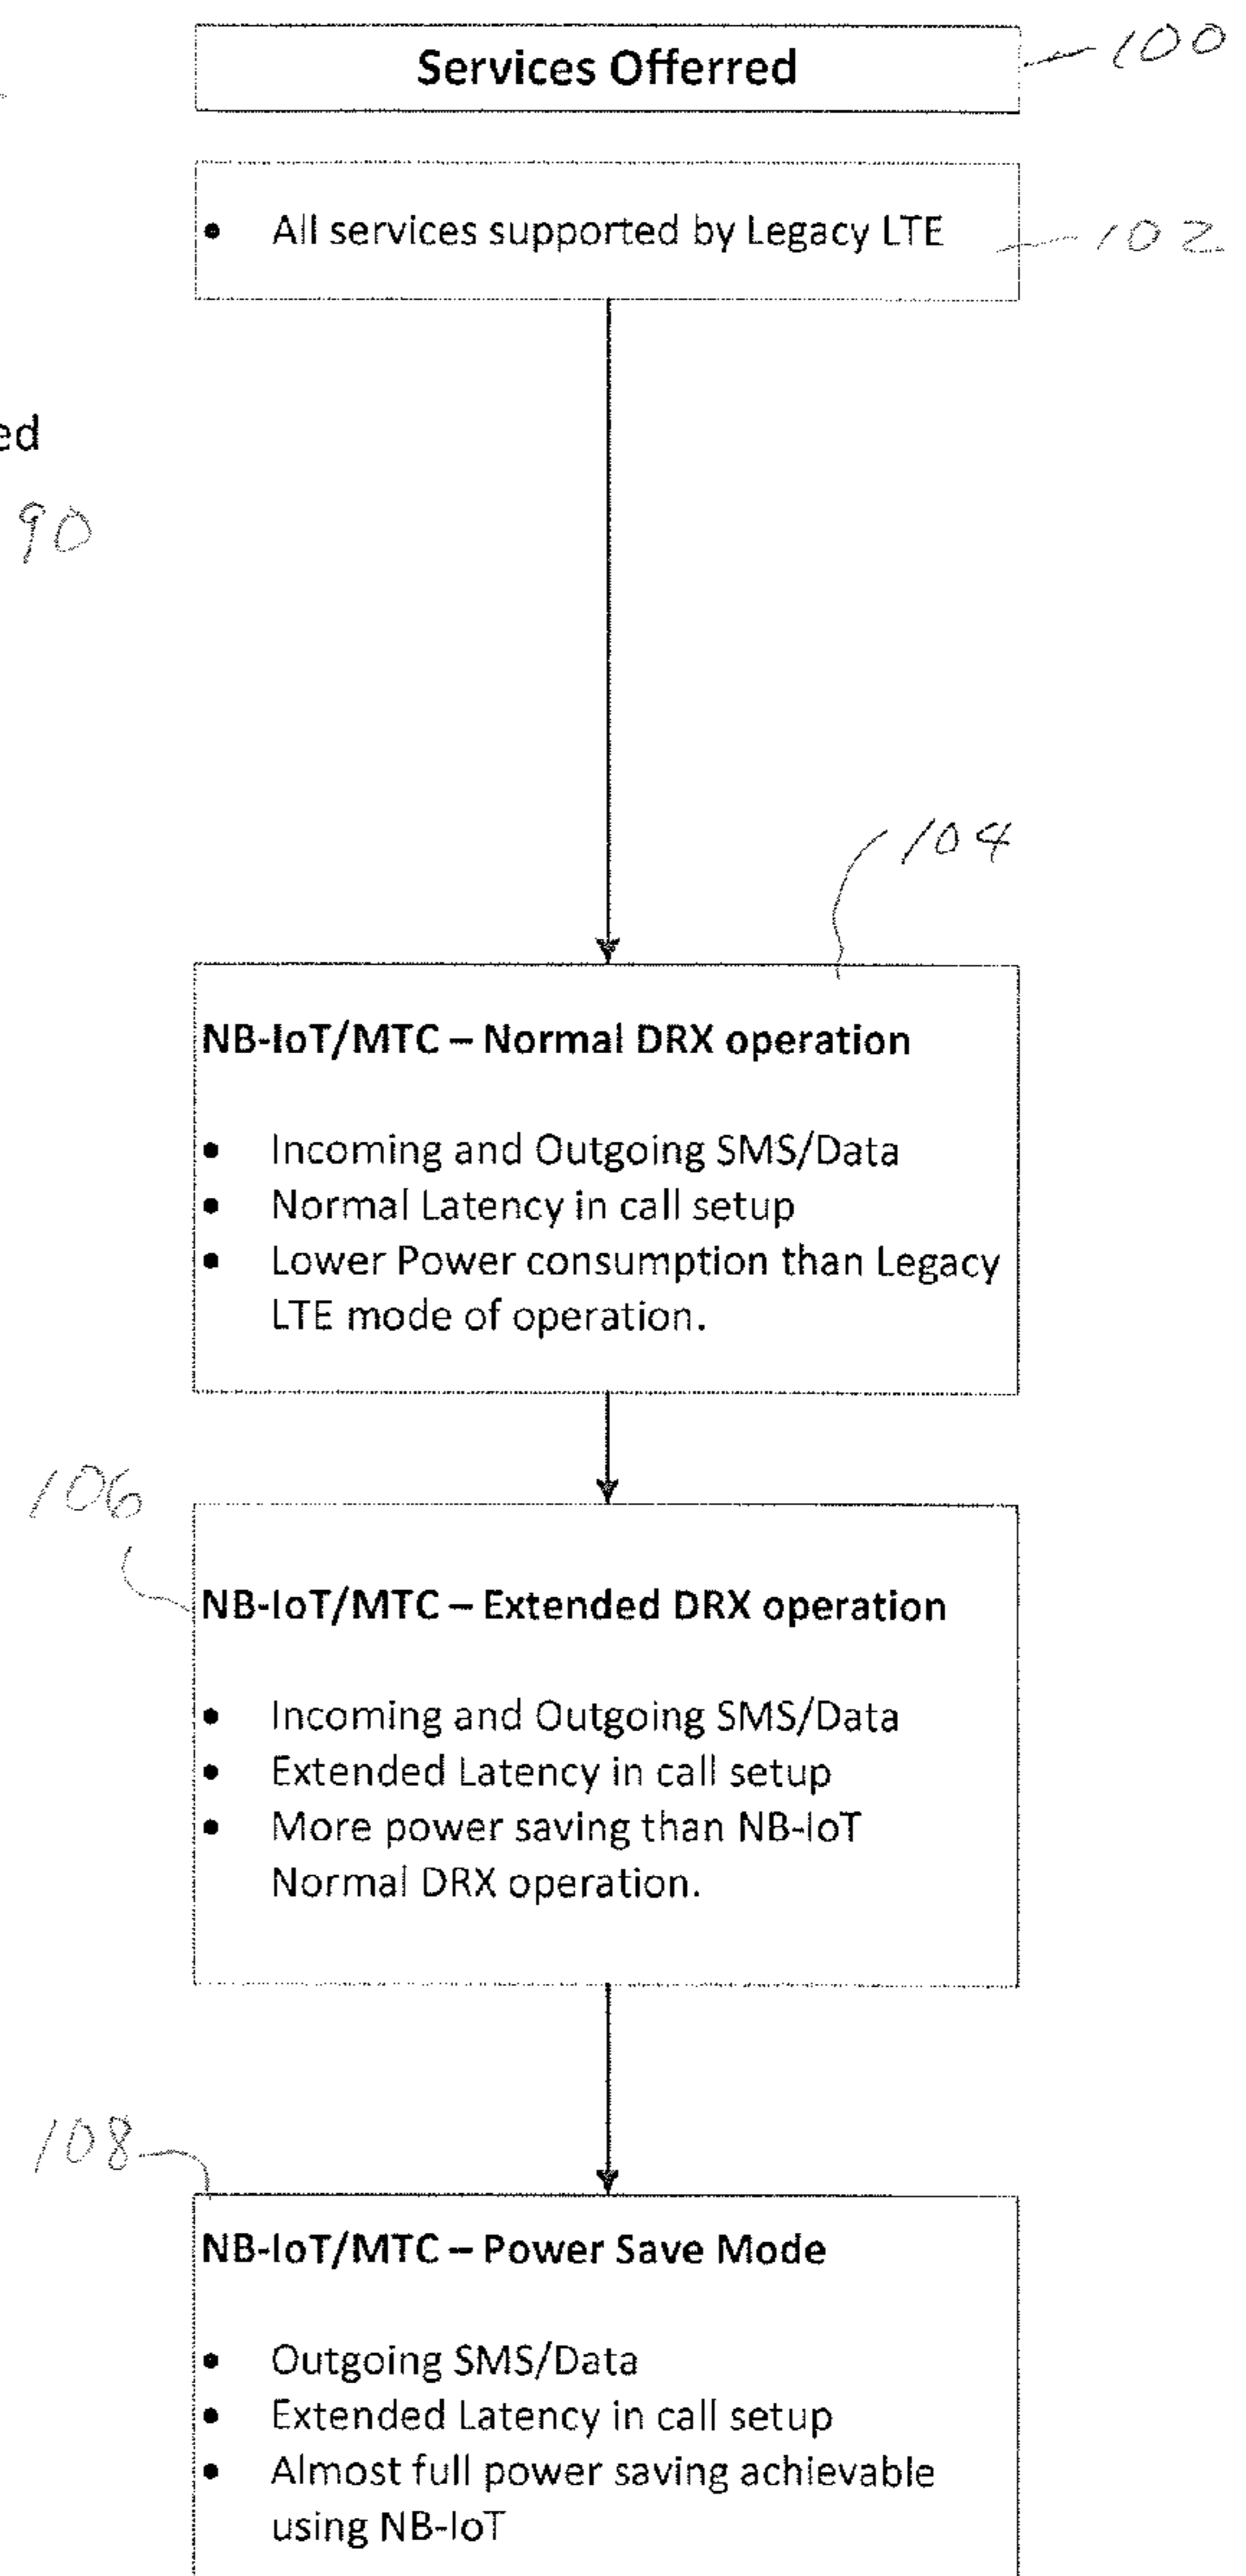 Services Offerred
100
• All services supported by Legacy LTE
102
ed
90
104
NB-IoT/MTC – Normal DRX operation
• Incoming and Outgoing SMS/Data
• Normal Latency in call setup
• Lower Power consumption than Legacy
LTE mode of operation.
106
NB-IoT/MTC – Extended DRX operation
• Incoming and Outgoing SMS/Data
• Extended Latency in call setup
• More power saving than NB-IoT
Normal DRX operation.
108
NB-IoT/MTC – Power Save Mode
• Outgoing SMS/Data
• Extended Latency in call setup
• Almost full power saving achievable
using NB-IoT